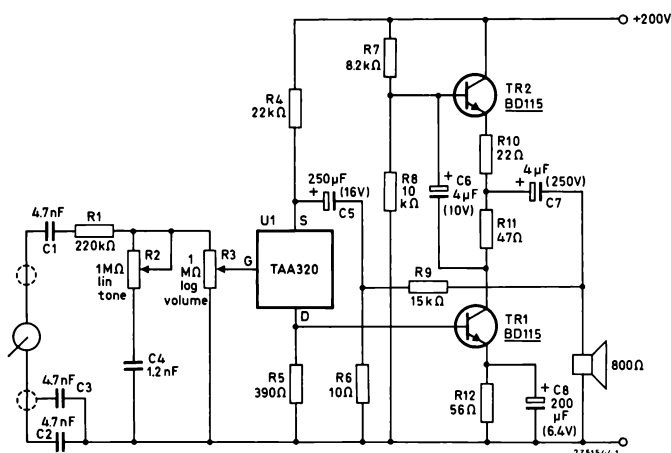 +200V
R7
8.2kΩ
TR2
BD115
R4
22kΩ
R10
22Ω
250µF
+ (16V)
C5
R8
10
kΩ
+
C6
4µF
(10V)
4µF
+ (250V)
C7
4.7nF
C1
R1
220kΩ
U1
S
R11
47Ω
R2
1MΩ
lin
tone
R3
1
MΩ
log
volume
G
TAA320
D
R9
15kΩ
TR1
BD115
C4
1.2nF
800Ω
4.7nF
C3
R5
390Ω
R6
10Ω
R12
56Ω
+
C8
200
µF
(6.4V)
4.7nF
C2